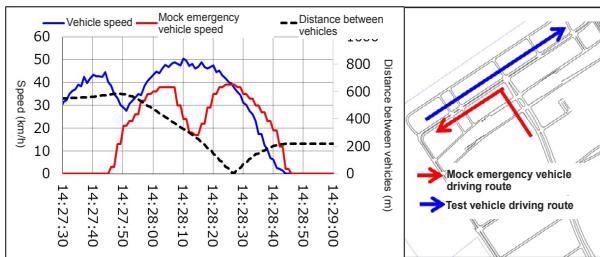 Vehicle speed
Mock emergency
vehicle speed
Distance between
vehicles
60
50
40
30
20
10
0
Speed (km/h)
1000
800
600
400
200
0
Distance between vehicles (m)
14:27:30
14:27:40
14:27:50
14:28:00
14:28:10
14:28:20
14:28:30
14:28:40
14:28:50
14:29:00
Mock emergency vehicle
driving route
Test vehicle driving route